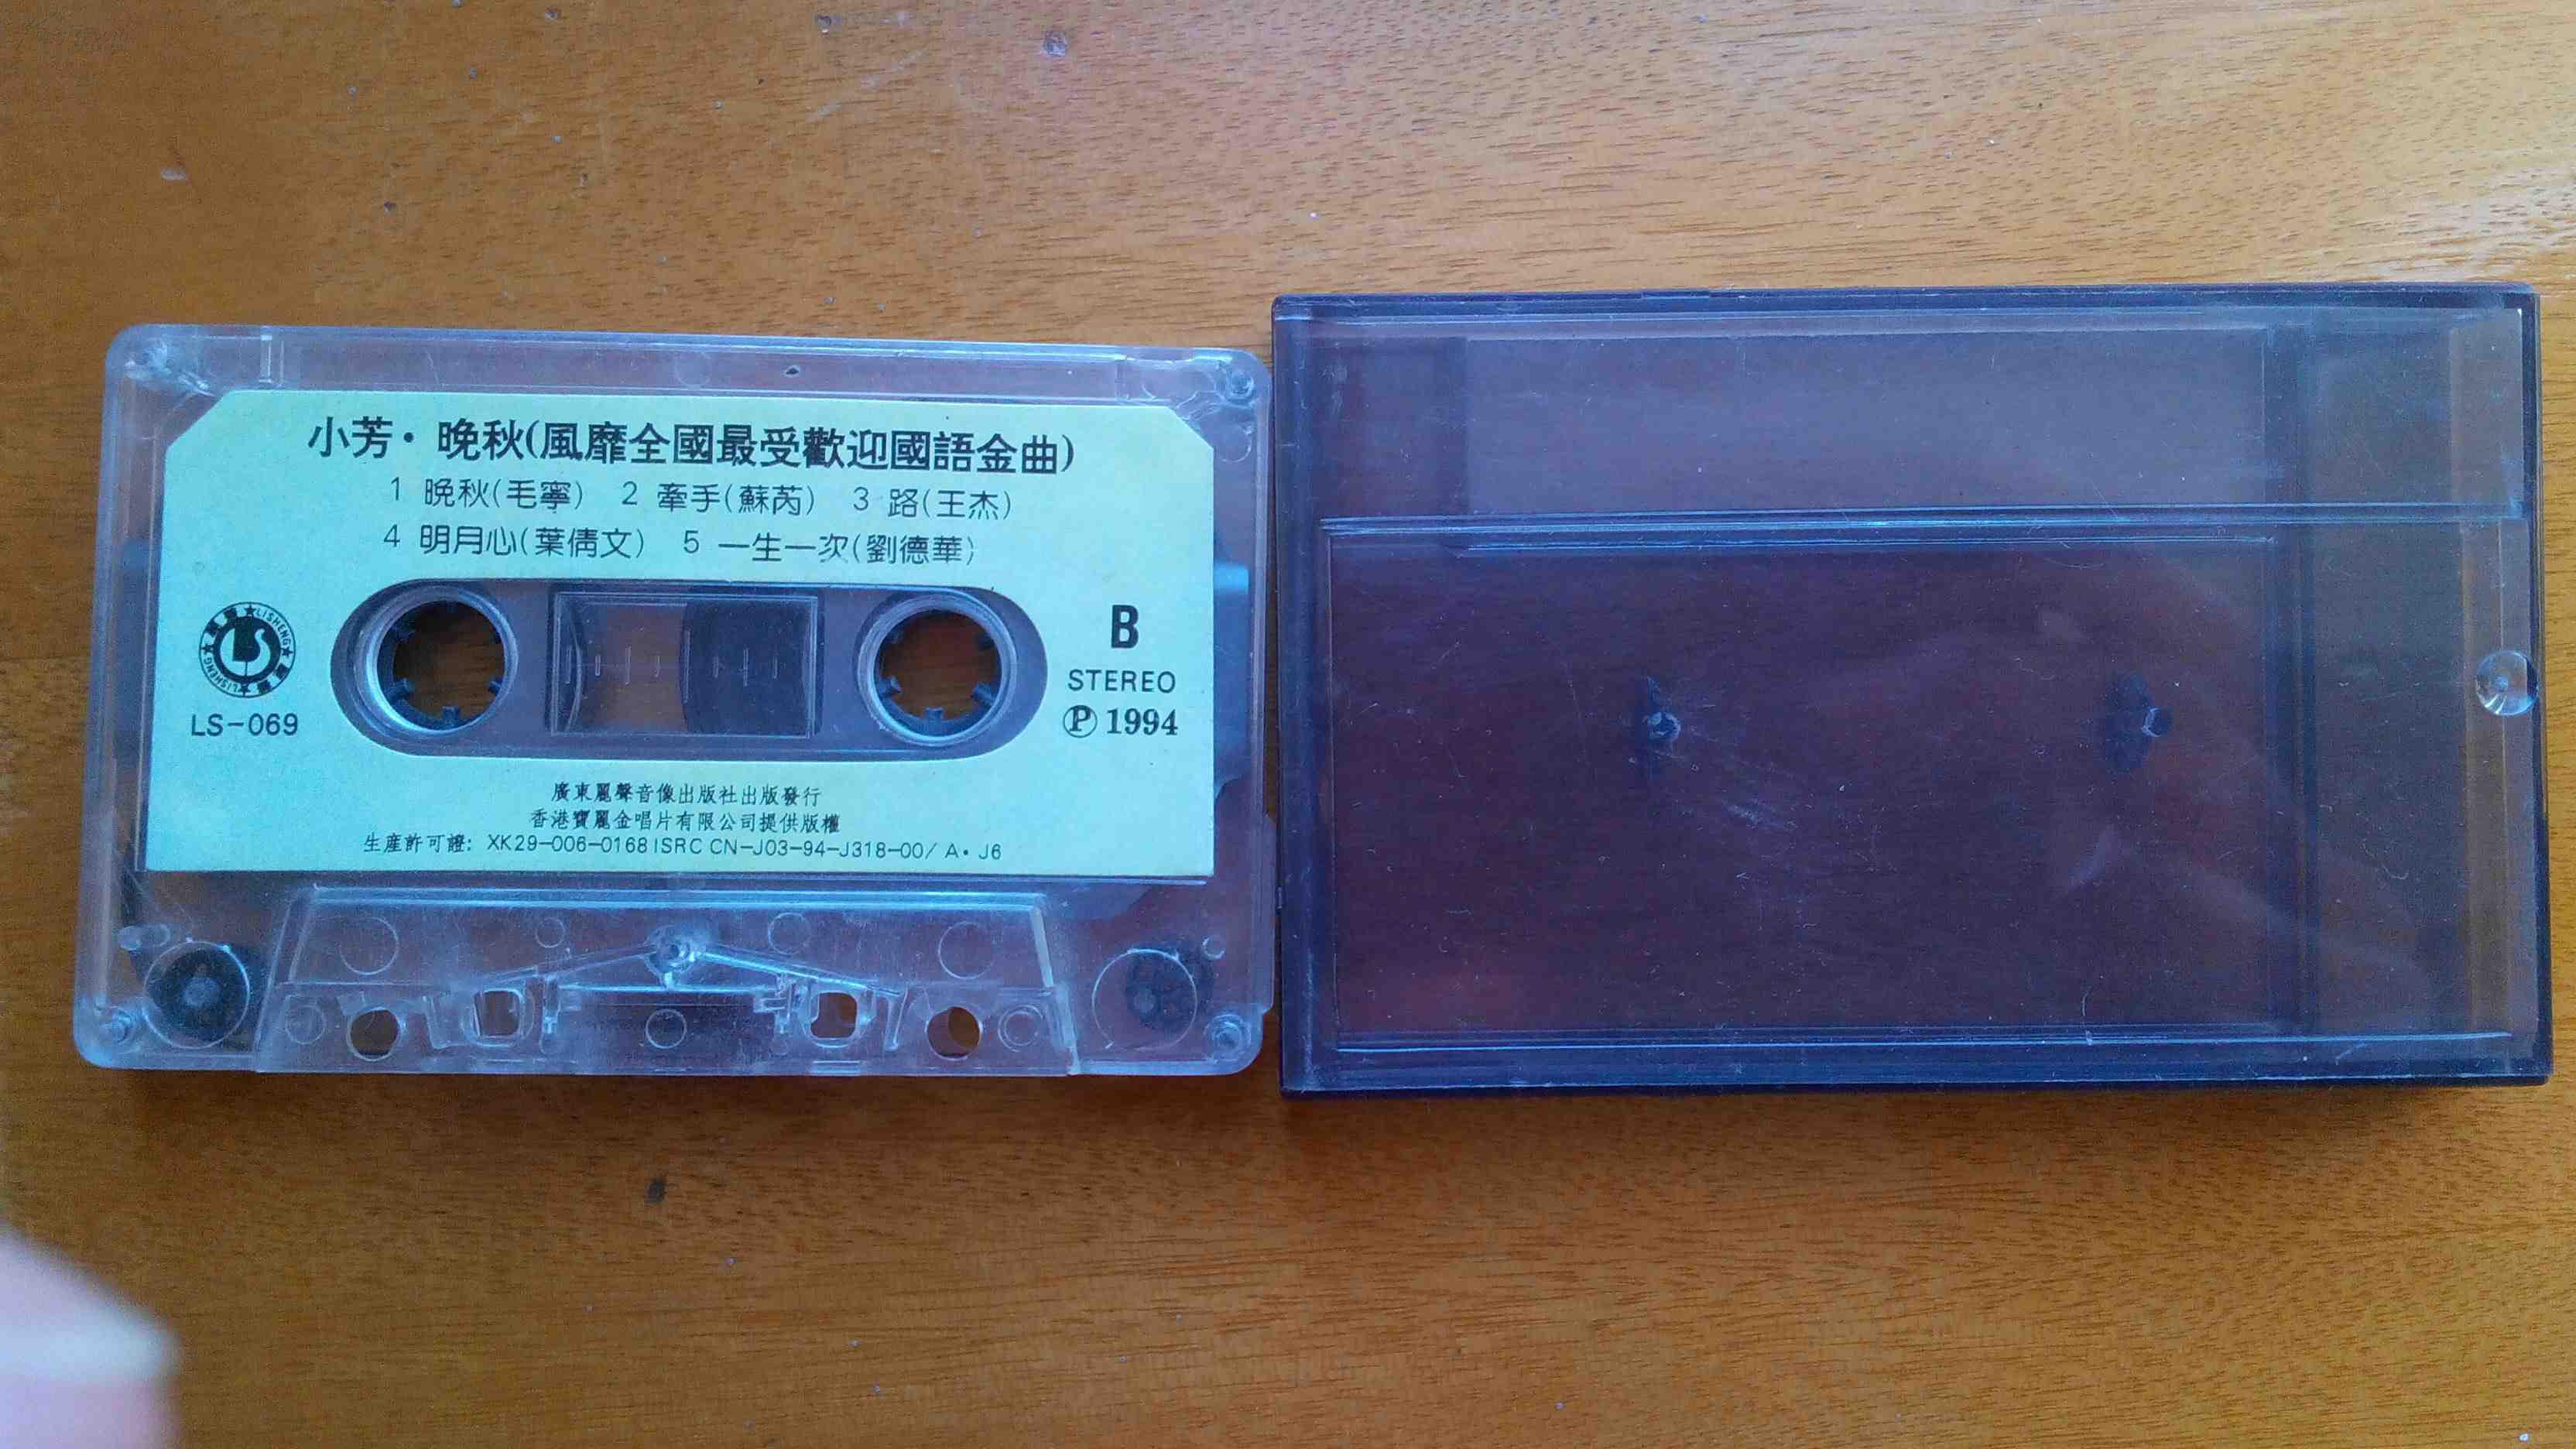 小芳·晚秋(風靡全國最受歡迎國語金曲)
1 晚秋(毛寧) 2 牽手(蘇芮) 3 路(王杰)
4 明月心(葉倩文) 5 一生一次(劉德華)
LISHENG
LISHENG
LS-069
B
STEREO
Ⓟ 1994
廣東麗聲音像出版社出版發行
香港寶麗金唱片有限公司提供版權
生産許可證: XK29-006-0168 ISRC CN-J03-94-J318-00/ A·J6